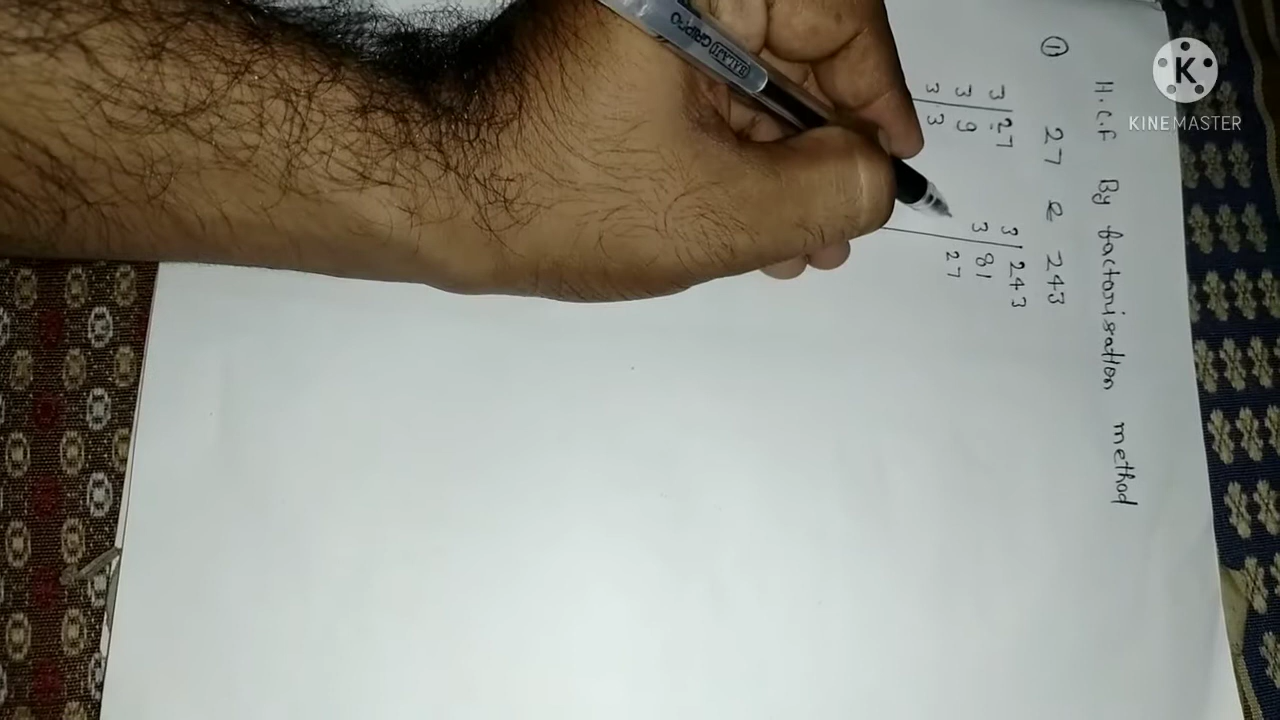 H.C.F By factorisation method
① 27 & 243
3 27 3 243
3 9 3 81
3 3 27
BALAJI GRIPPO
K
KINEMASTER